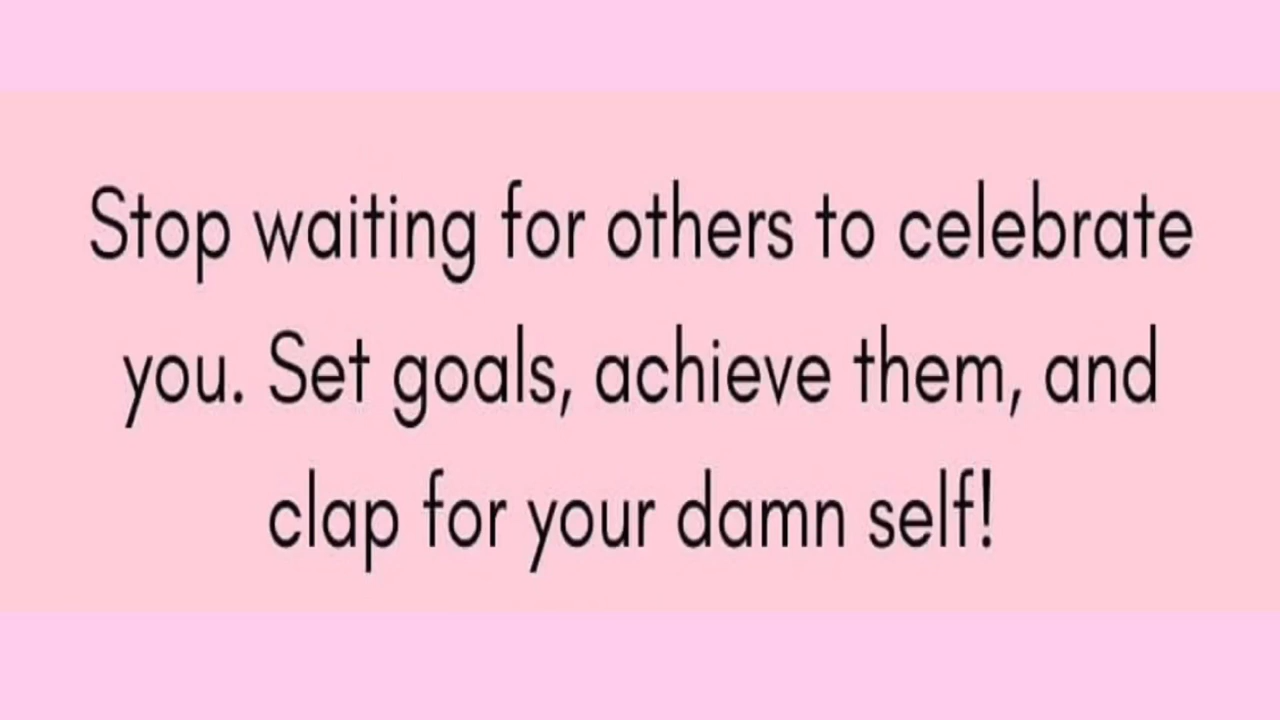 Stop waiting for others to celebrate
you. Set goals, achieve them, and
clap for your damn self!